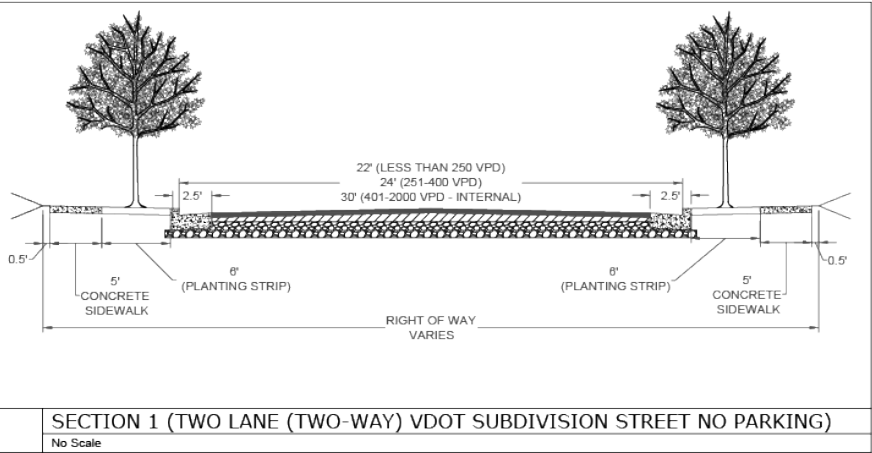 22' (LESS THAN 250 VPD)
24' (251-400 VPD)
2.5'
30' (401-2000 VPD - INTERNAL)
2.5'
0.5'
5'
CONCRETE
SIDEWALK
6'
(PLANTING STRIP)
6'
(PLANTING STRIP)
5'
CONCRETE
SIDEWALK
0.5'
RIGHT OF WAY
VARIES
SECTION 1 (TWO LANE (TWO-WAY) VDOT SUBDIVISION STREET NO PARKING)
No Scale